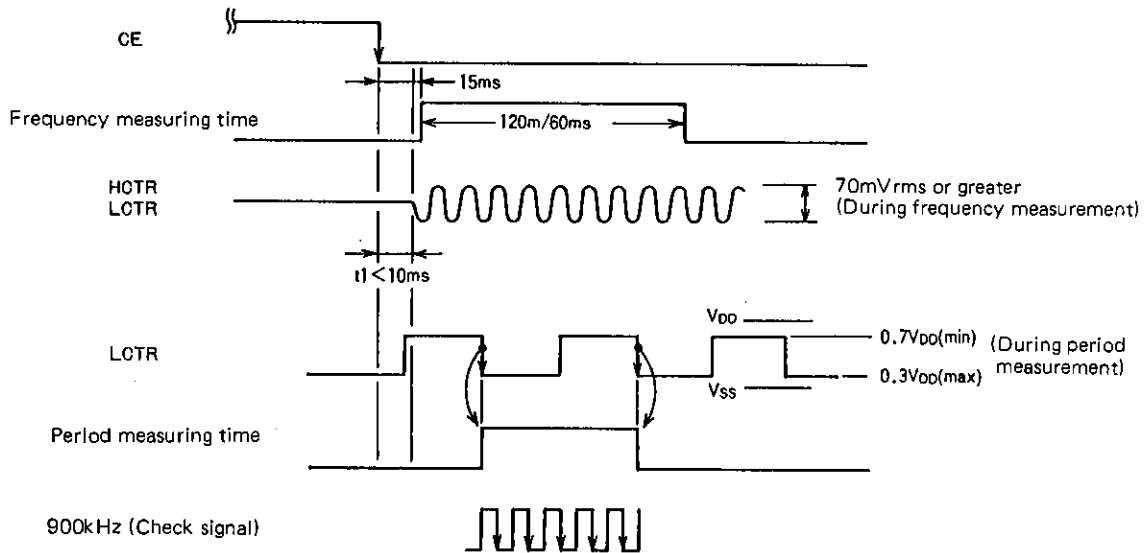 CE
15ms
Frequency measuring time
120m/60ms
HCTR
LCTR
70mVrms or greater
(During frequency measurement)
t1<10ms
VDD
LCTR
0.7VDD(min)
(During period
measurement)
0.3VDD(max)
VSS
Period measuring time
900kHz (Check signal)